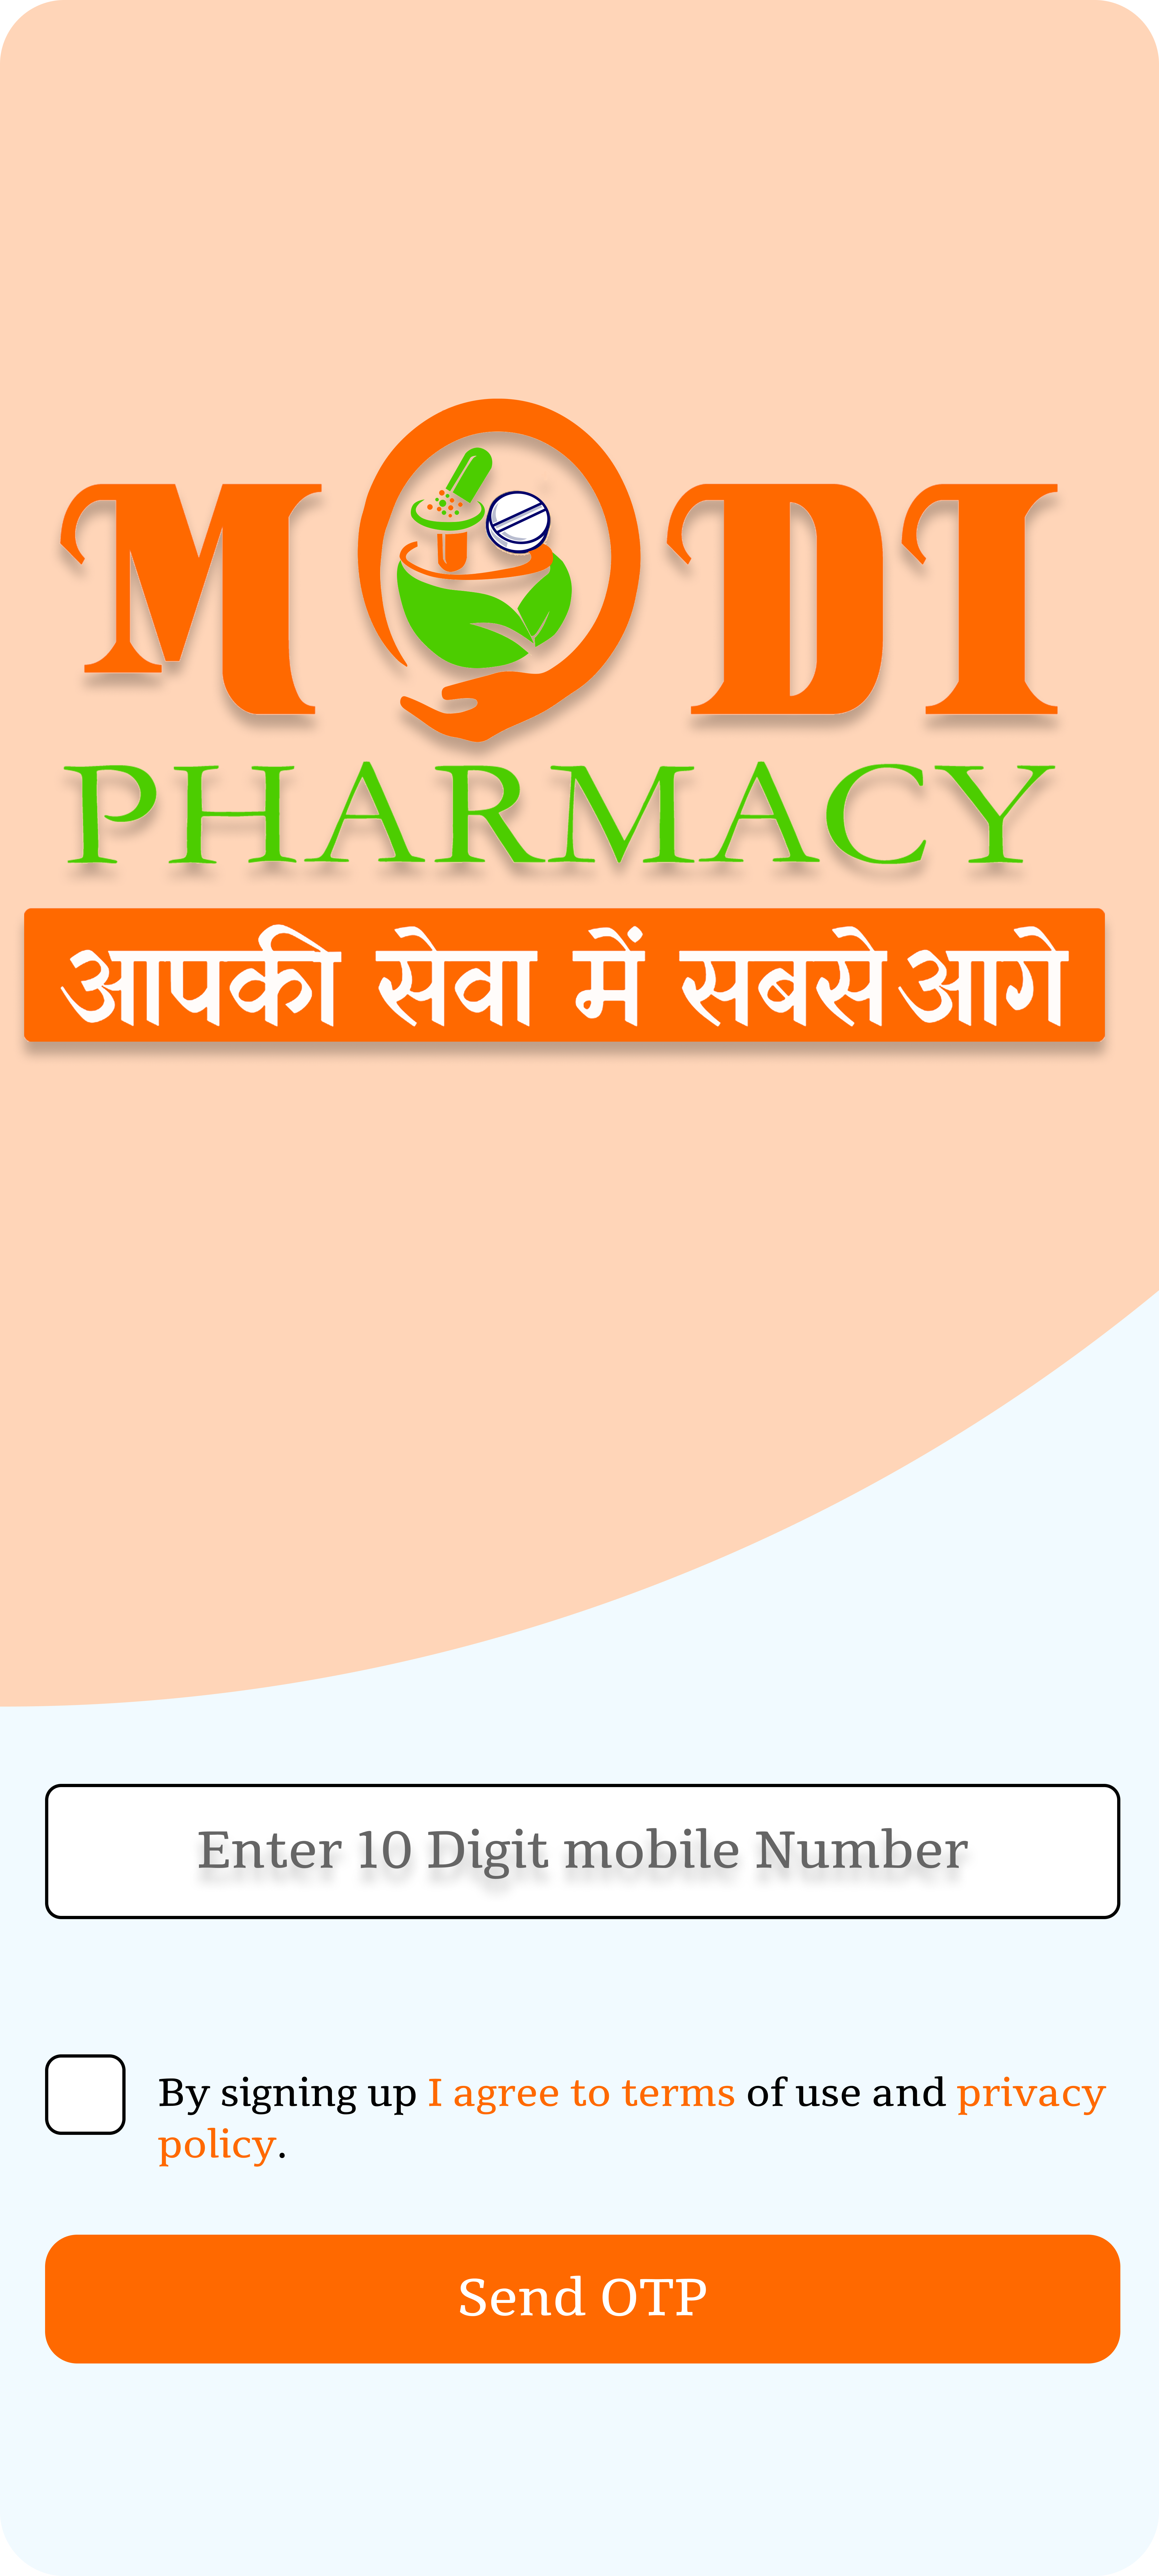 MODI
PHARMACY
आपकी सेवा में सबसे आगे
Enter 10 Digit mobile Number
By signing up I agree to terms of use and privacy
policy.
Send OTP